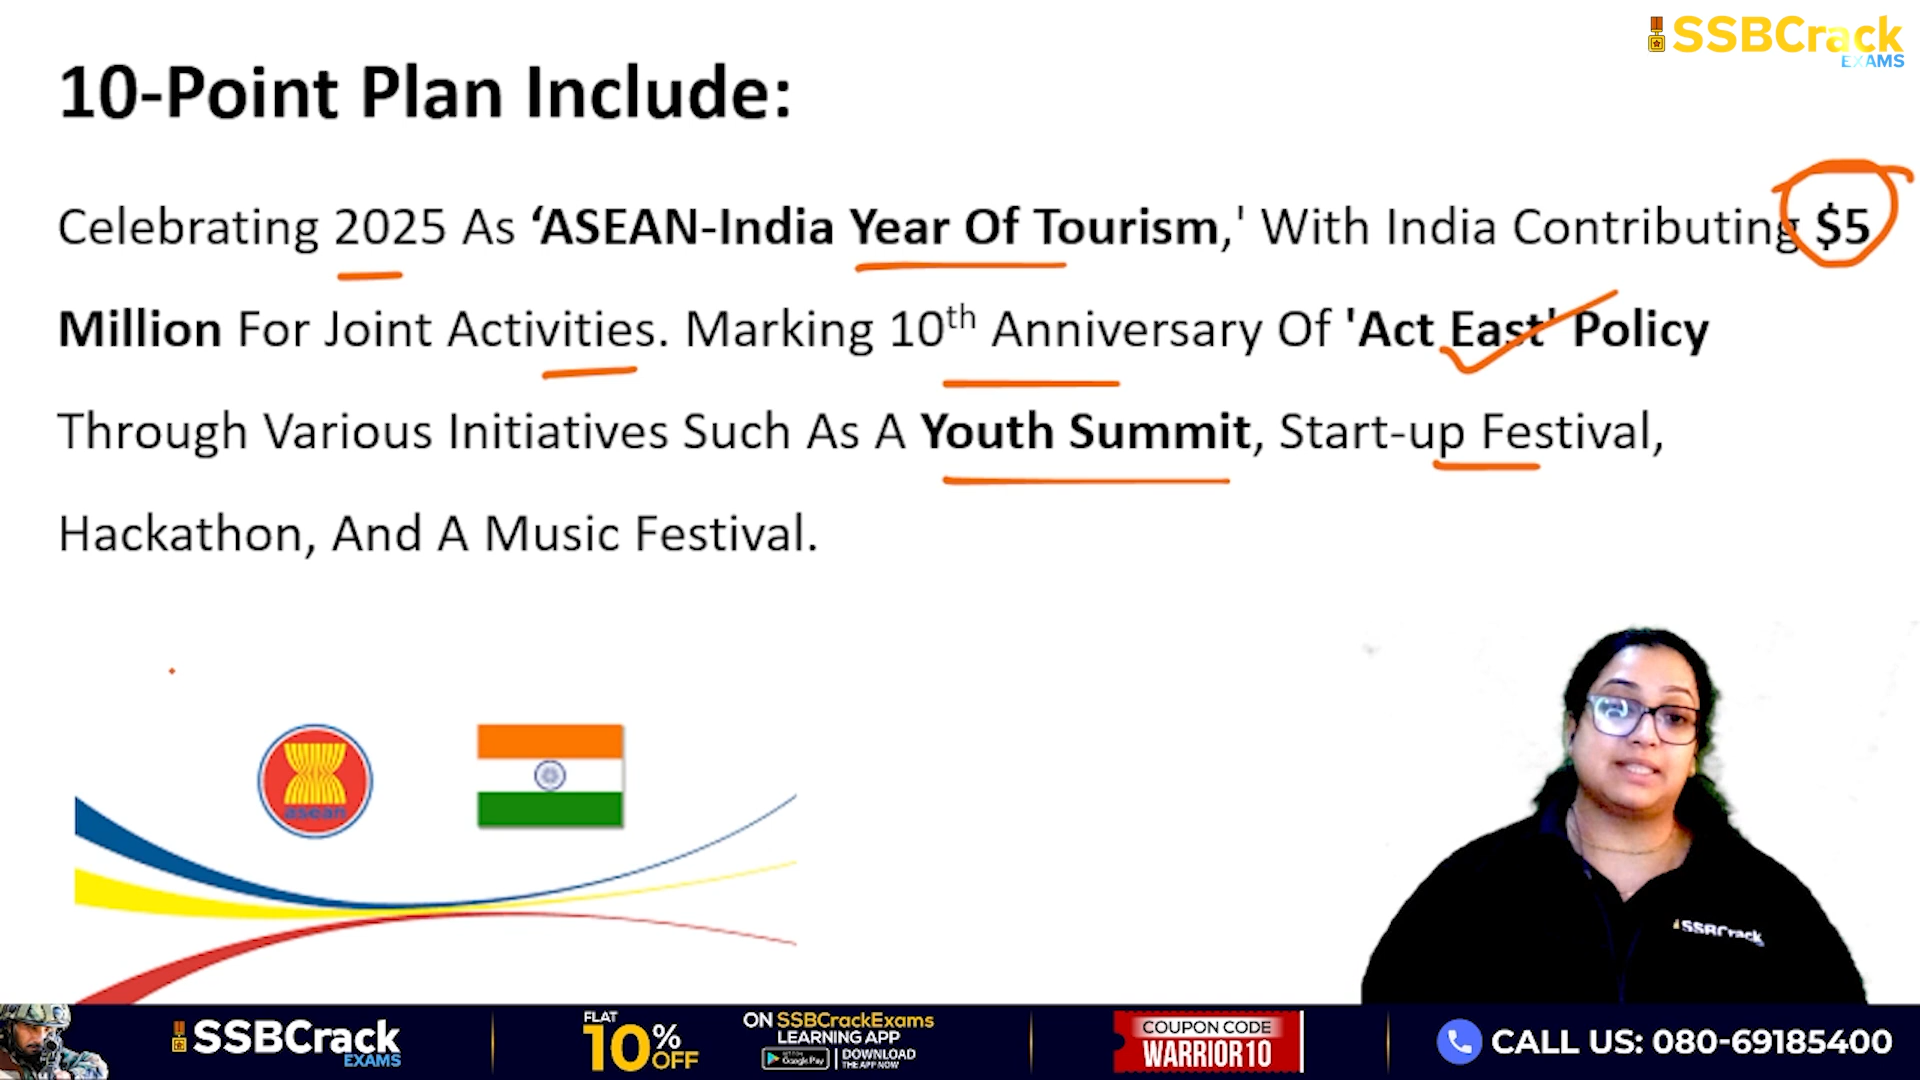 SSBCrack
EXAMS
10-Point Plan Include:
Celebrating 2025 As ‘ASEAN-India Year Of Tourism,' With India Contributing $5
Million For Joint Activities. Marking 10th Anniversary Of 'Act East' Policy
Through Various Initiatives Such As A Youth Summit, Start-up Festival,
Hackathon, And A Music Festival.
asean
SSBCrack
SSBCrack
EXAMS
FLAT
10% OFF
ON SSBCrackExams
LEARNING APP
Google Play
DOWNLOAD
THE APP NOW
COUPON CODE
WARRIOR10
CALL US: 080-69185400